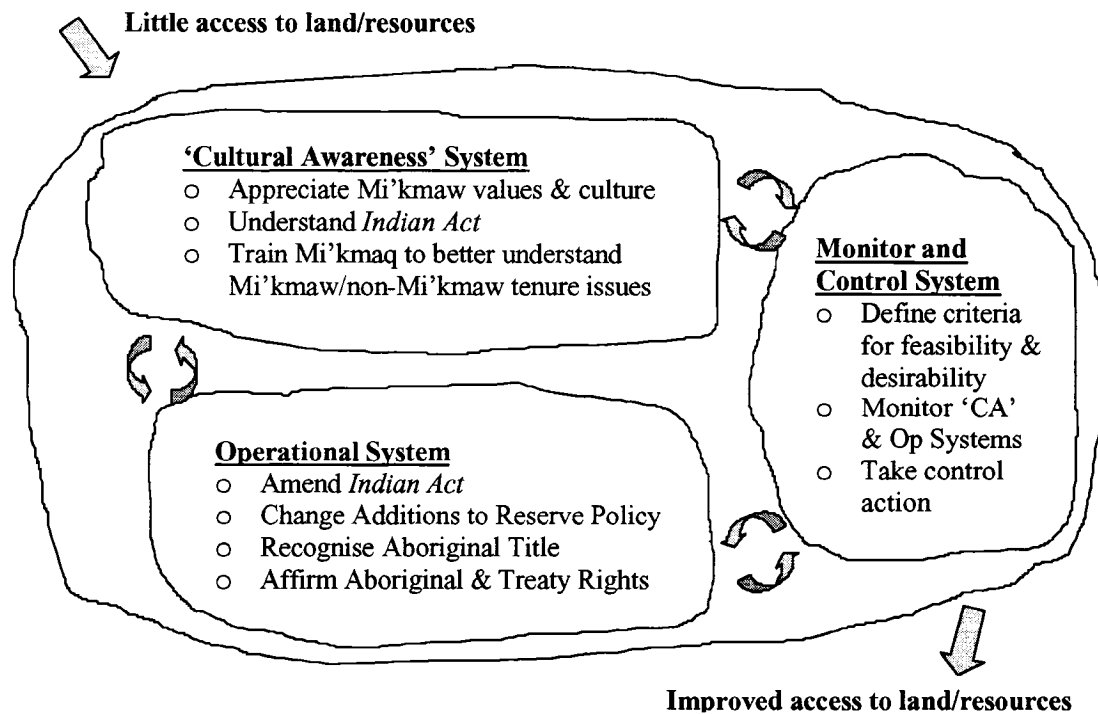 Little access to land/resources
‘Cultural Awareness’ System
o Appreciate Mi’kmaw values & culture
o Understand Indian Act
o Train Mi’kmaq to better understand
Mi’kmaw/non-Mi’kmaw tenure issues
Monitor and
Control System
o Define criteria
for feasibility &
desirability
o Monitor ‘CA’
& Op Systems
o Take control
action
Operational System
o Amend Indian Act
o Change Additions to Reserve Policy
o Recognise Aboriginal Title
o Affirm Aboriginal & Treaty Rights
Improved access to land/resources